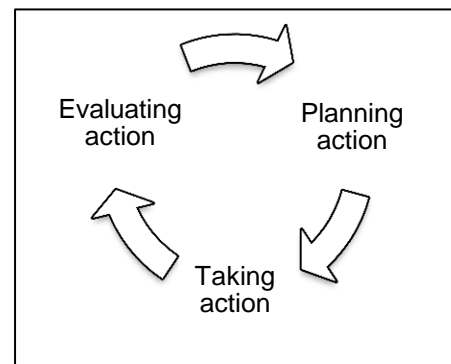 Evaluating
action
Planning
action
Taking
action